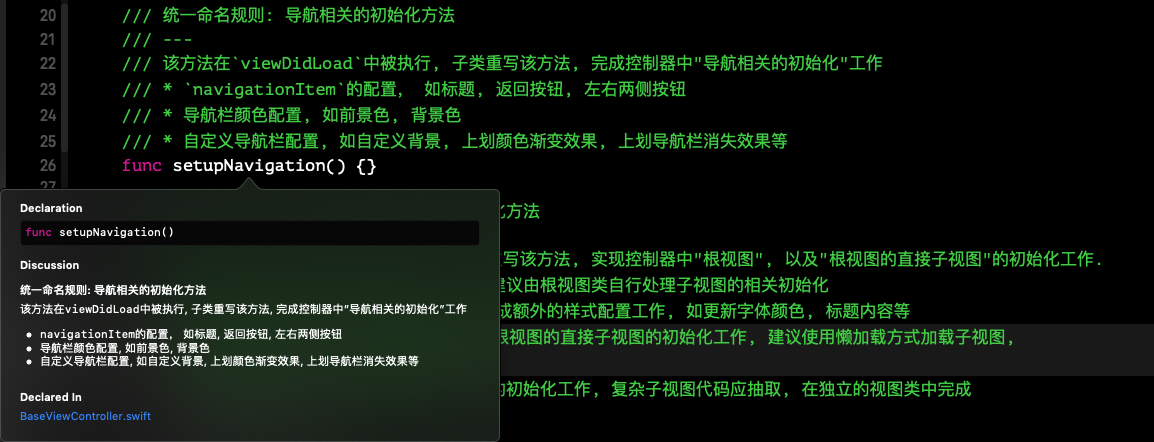 20 /// 统一命名规则: 导航相关的初始化方法
21 /// ---
22 /// 该方法在`viewDidLoad`中被执行, 子类重写该方法, 完成控制器中"导航相关的初始化"工作
23 /// * `navigationItem`的配置,  如标题, 返回按钮, 左右两侧按钮
24 /// * 导航栏颜色配置, 如前景色, 背景色
25 /// * 自定义导航栏配置, 如自定义背景, 上划颜色渐变效果, 上划导航栏消失效果等
26 func setupNavigation() {}
27
Declaration
化方法
func setupNavigation()
写该方法, 实现控制器中"根视图", 以及"根视图的直接子视图"的初始化工作.
Discussion
建议由根视图类自行处理子视图的相关初始化
统一命名规则: 导航相关的初始化方法
该方法在viewDidLoad中被执行, 子类重写该方法, 完成控制器中"导航相关的初始化"工作
成额外的样式配置工作, 如更新字体颜色, 标题内容等
• navigationItem的配置,  如标题, 返回按钮, 左右两侧按钮
根视图的直接子视图的初始化工作, 建议使用懒加载方式加载子视图,
• 导航栏颜色配置, 如前景色, 背景色
• 自定义导航栏配置, 如自定义背景, 上划颜色渐变效果, 上划导航栏消失效果等
初始化工作, 复杂子视图代码应抽取, 在独立的视图类中完成
Declared In
BaseViewController.swift